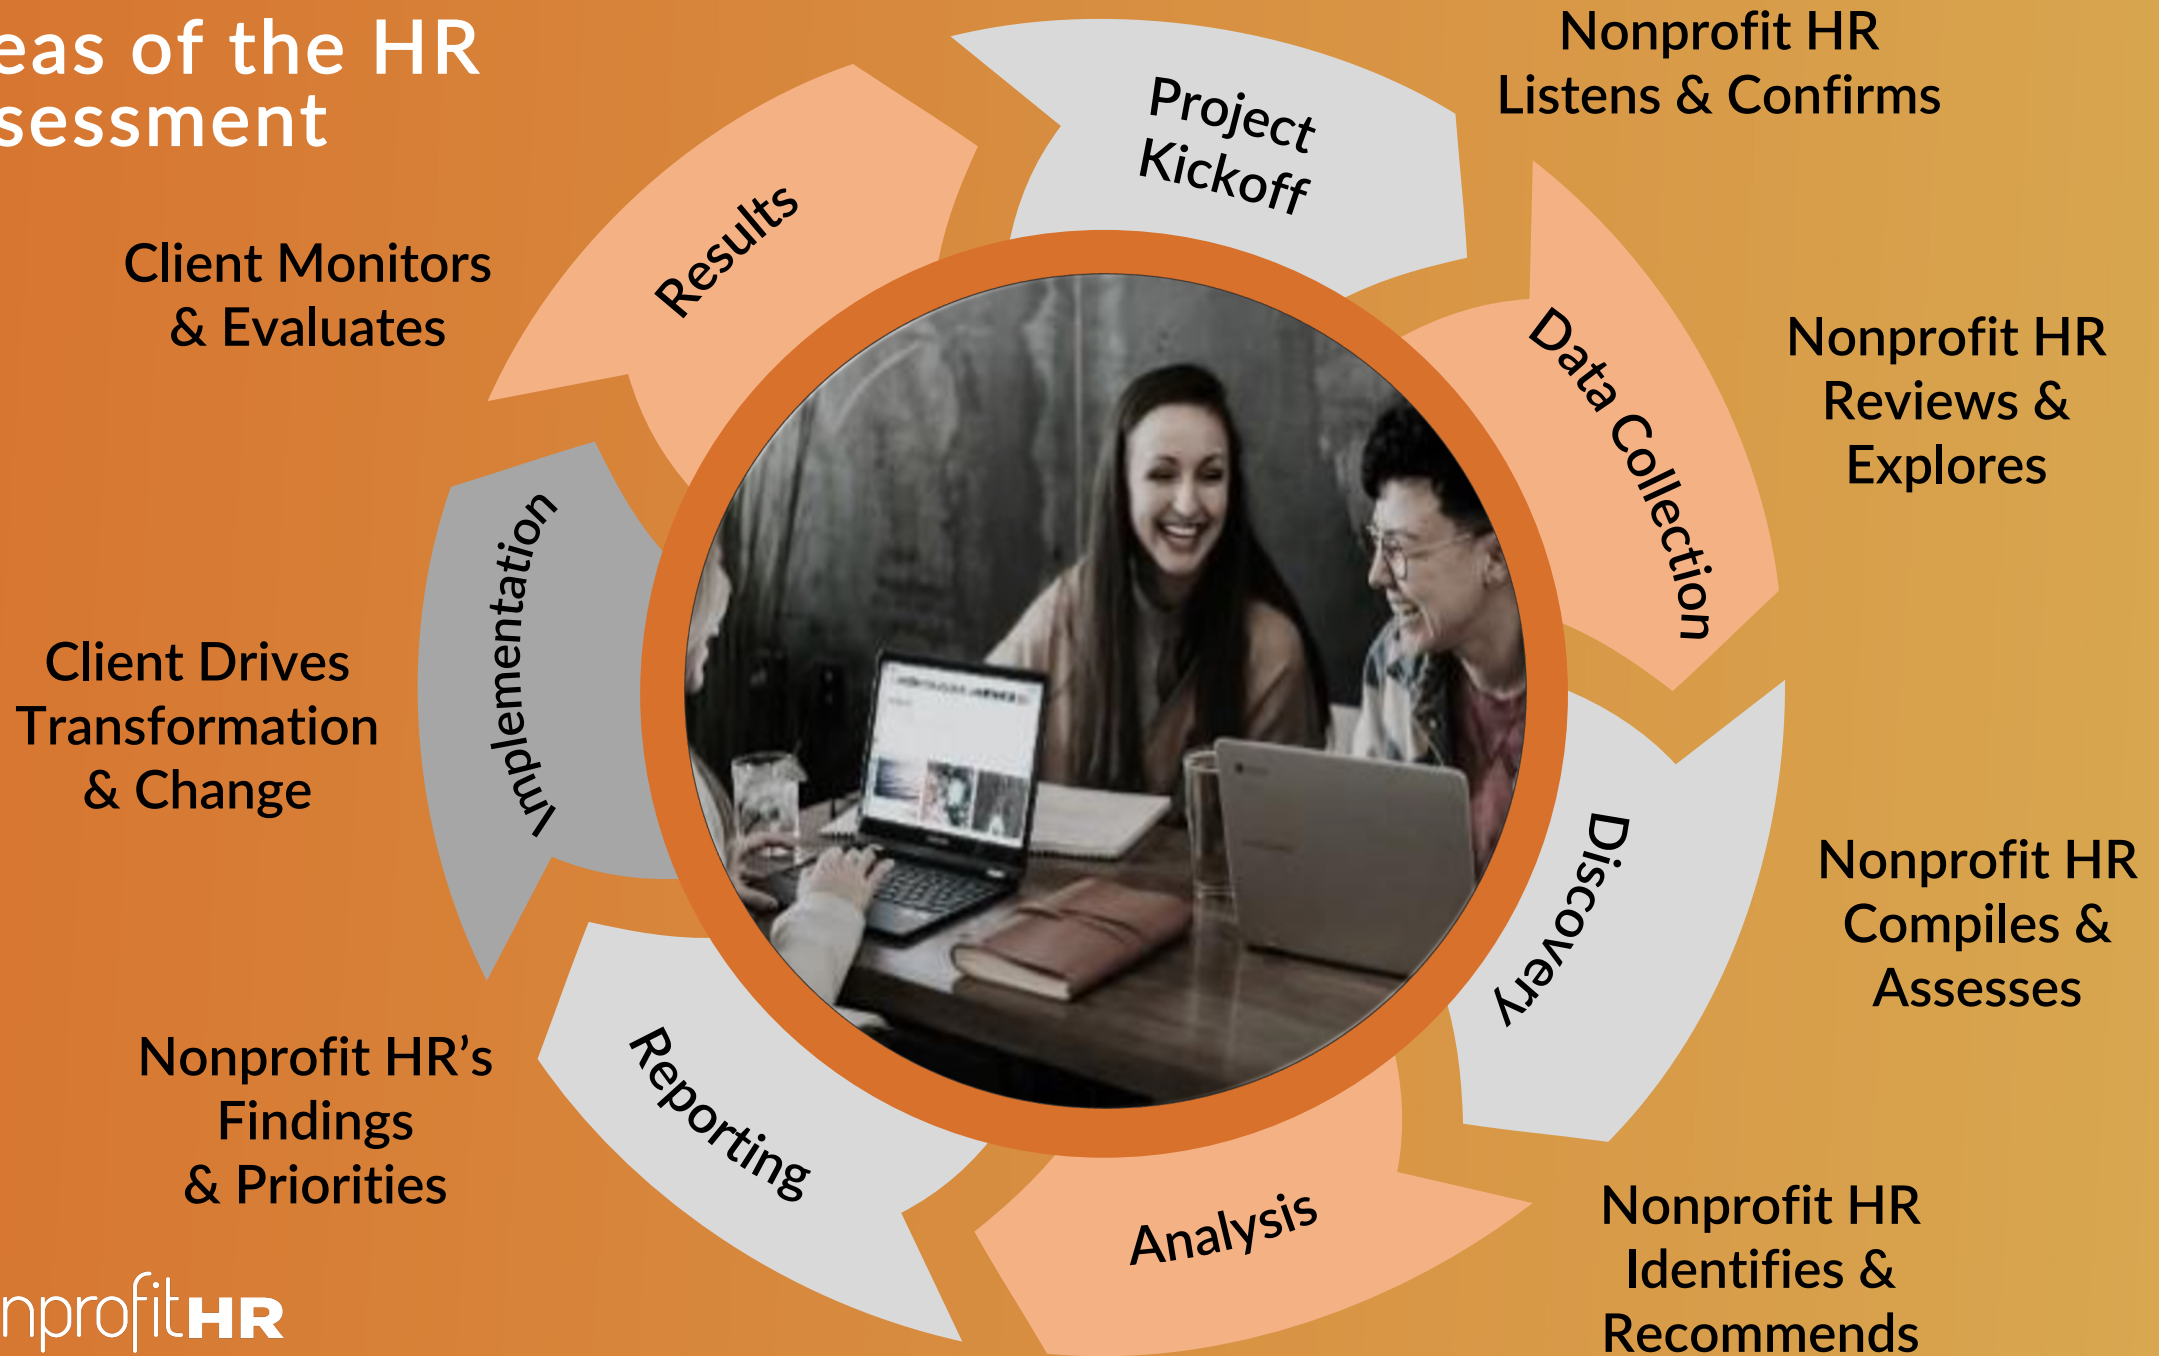 eas of the HR
sessment
Project
Kickoff
Nonprofit HR
Listens & Confirms
Data Collection
Nonprofit HR
Reviews &
Explores
Discovery
Nonprofit HR
Compiles &
Assesses
Analysis
Nonprofit HR
Identifies &
Recommends
Reporting
Nonprofit HR’s
Findings
& Priorities
Implementation
Client Drives
Transformation
& Change
Results
Client Monitors
& Evaluates
nprofitHR